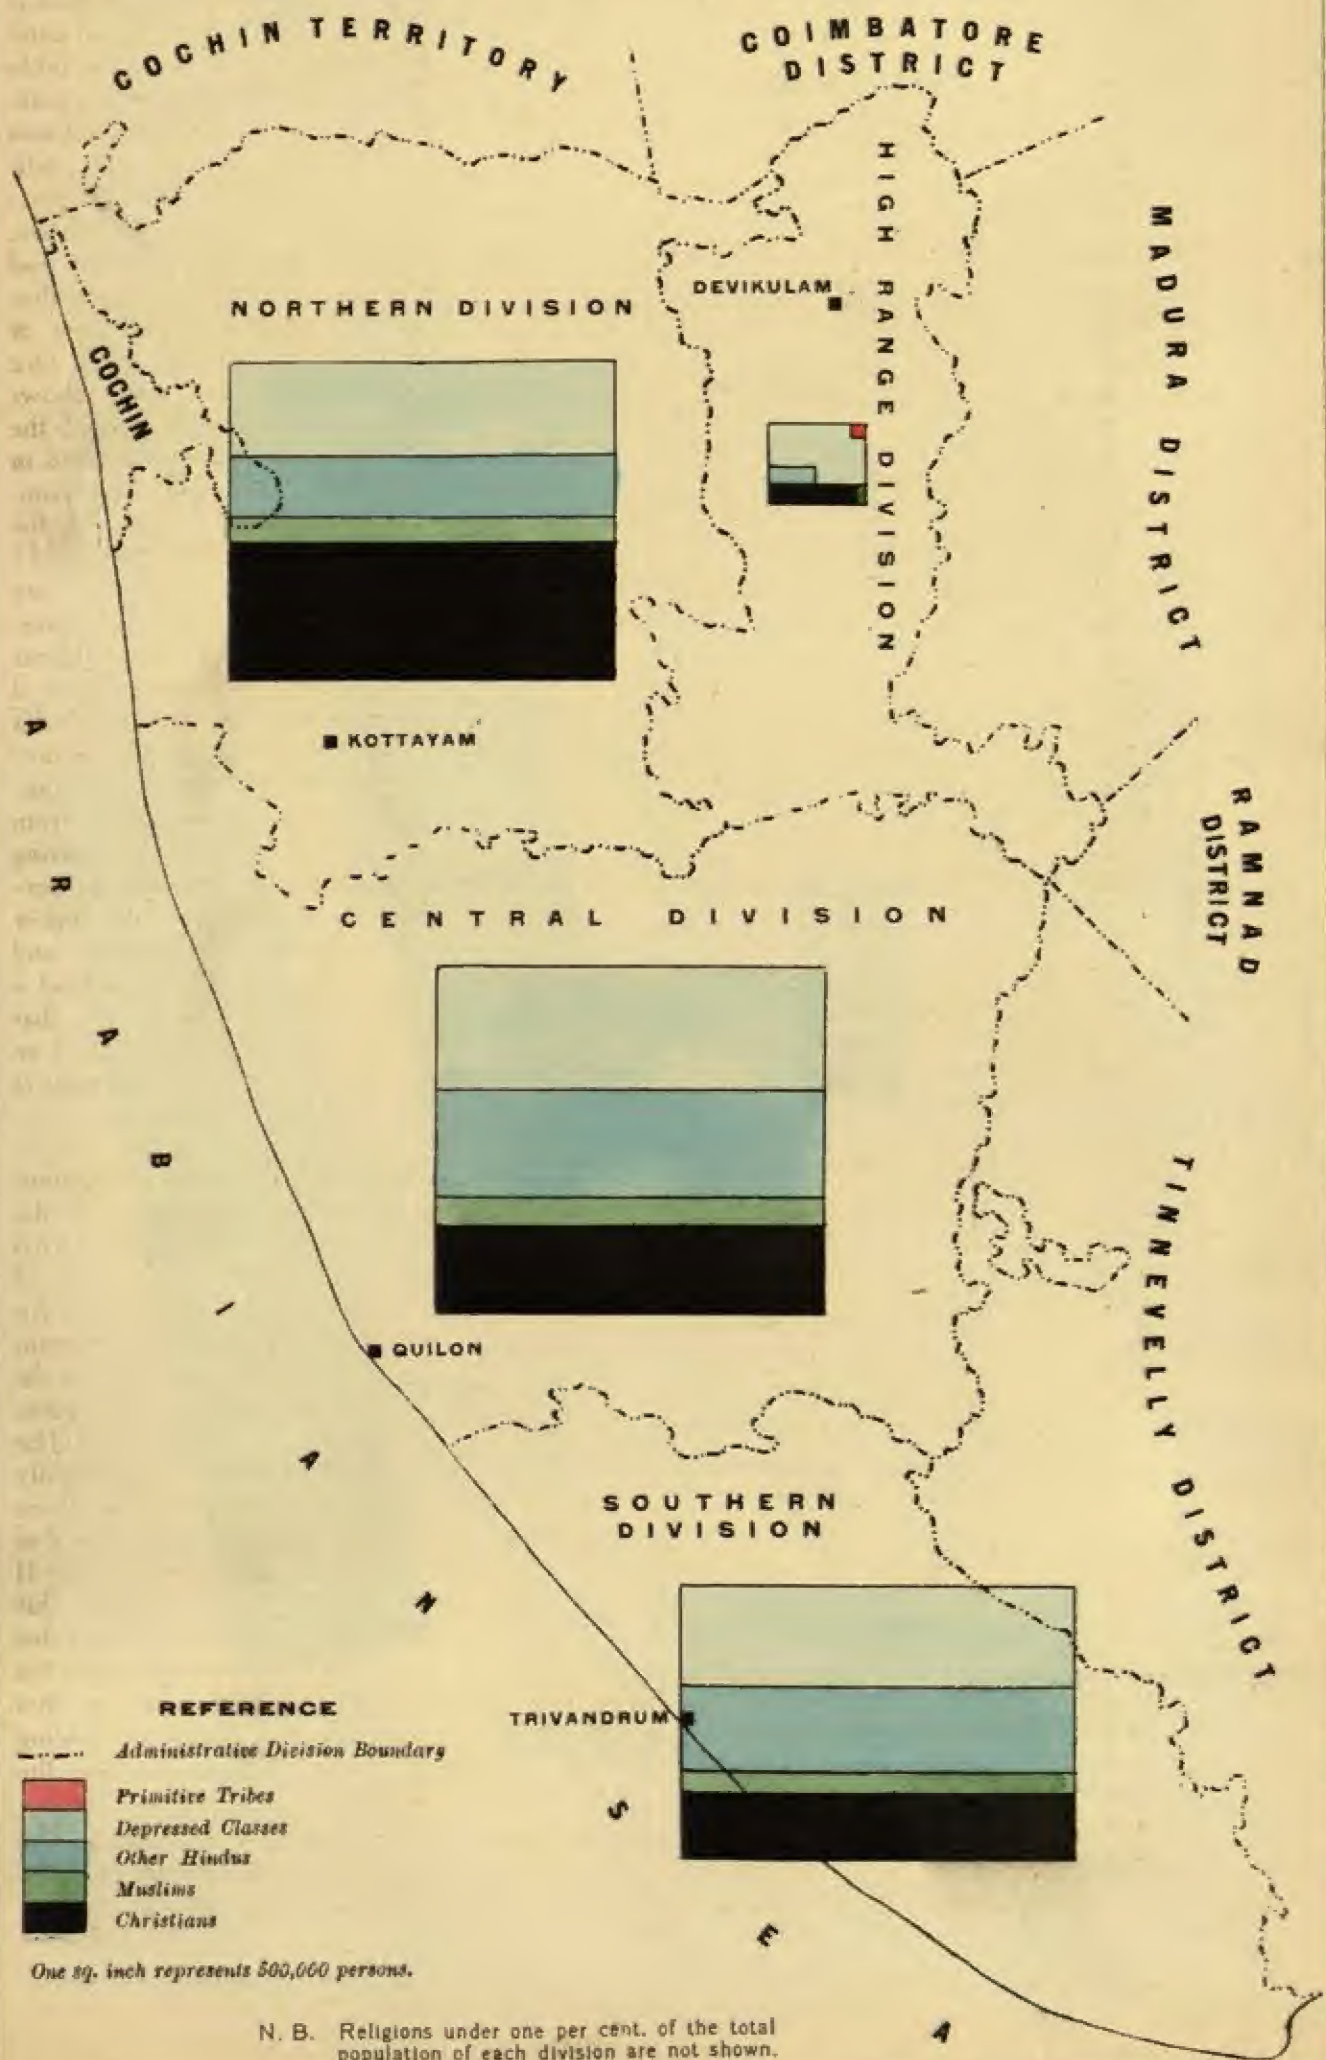 COCHIN TERRITORY
COIMBATORE
DISTRICT
HIGH RANGE DIVISION
MADURA DISTRICT
DEVIKULAM
NORTHERN DIVISION
COCHIN
KOTTAYAM
RAMNAD
DISTRICT
CENTRAL DIVISION
ARABIAN SEA
TINNEVELLY DISTRICT
QUILON
SOUTHERN
DIVISION
TRIVANDRUM
REFERENCE
Administrative Division Boundary
Primitive Tribes
Depressed Classes
Other Hindus
Muslims
Christians
One sq. inch represents 500,000 persons.
N. B. Religions under one per cent. of the total
population of each division are not shown.